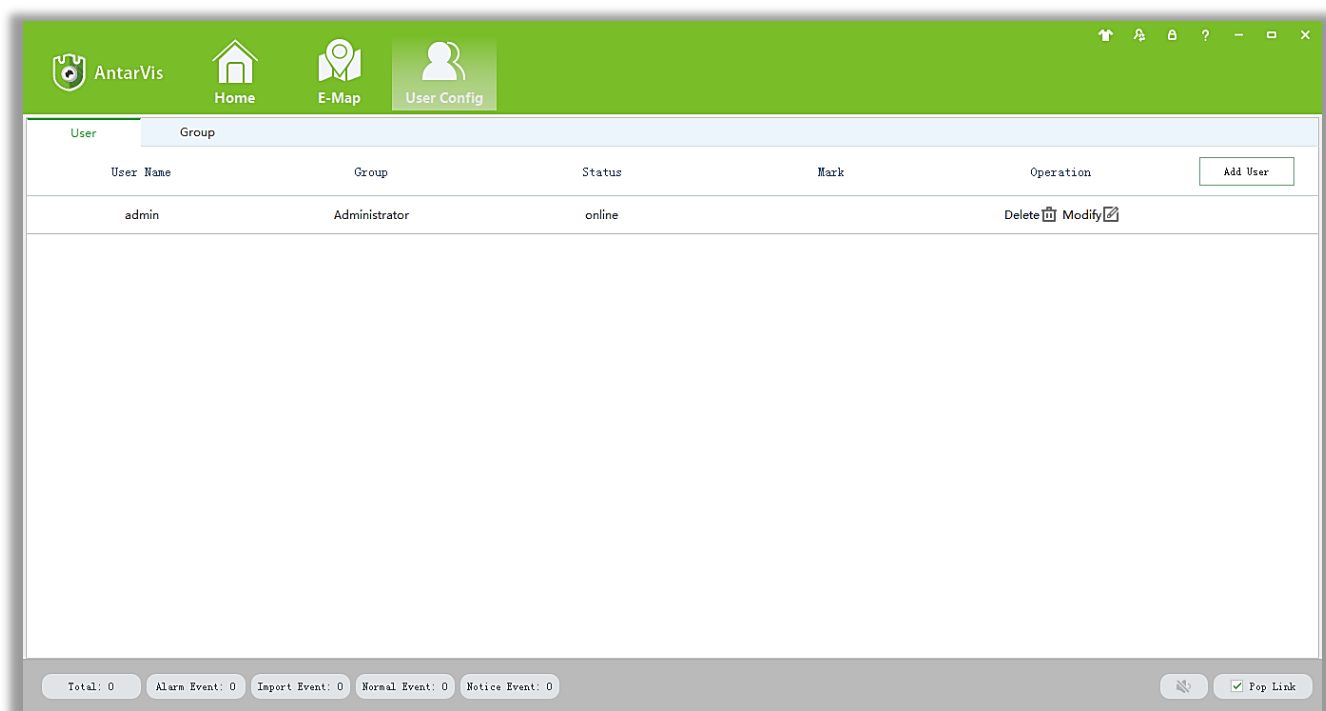 AntarVis
Home E-Map User Config
User Group
User Name Group Status Mark Operation Add User
admin Administrator online Delete Modify
Total: 0 Alarm Event: 0 Import Event: 0 Normal Event: 0 Notice Event: 0 Pop Link